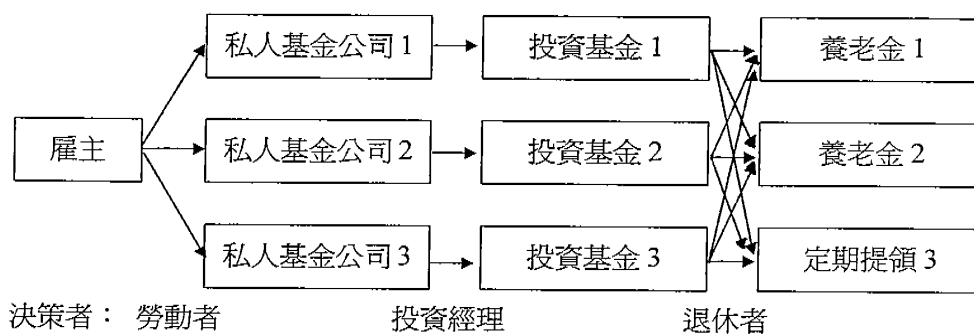 私人基金公司 1 投資基金 1 養老金 1
雇主 私人基金公司 2 投資基金 2 養老金 2
私人基金公司 3 投資基金 3 定期提領 3
決策者： 勞動者 投資經理 退休者